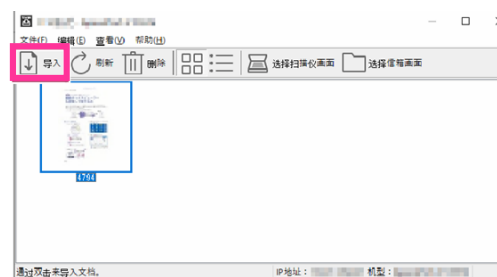 文件(F) 编辑(E) 查看(V) 帮助(H)
导入 刷新 删除 选择扫描仪画面 选择信箱画面
4794
通过双击来导入文档。 IP地址： 机型：